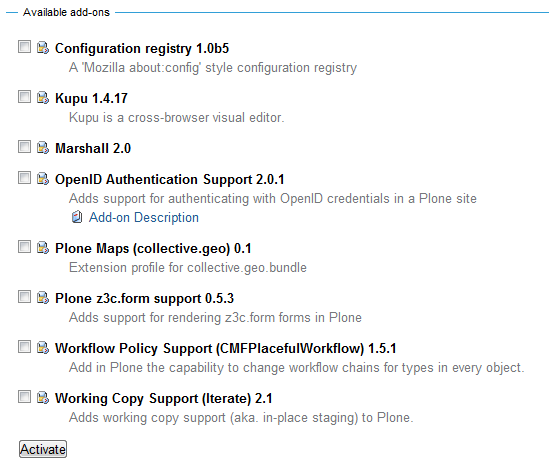 Available add-ons
Configuration registry 1.0b5
A 'Mozilla about:config' style configuration registry
Kupu 1.4.17
Kupu is a cross-browser visual editor.
Marshall 2.0
OpenID Authentication Support 2.0.1
Adds support for authenticating with OpenID credentials in a Plone site
Add-on Description
Plone Maps (collective.geo) 0.1
Extension profile for collective.geo.bundle
Plone z3c.form support 0.5.3
Adds support for rendering z3c.form forms in Plone
Workflow Policy Support (CMFPlacefulWorkflow) 1.5.1
Add in Plone the capability to change workflow chains for types in every object.
Working Copy Support (Iterate) 2.1
Adds working copy support (aka. in-place staging) to Plone.
Activate